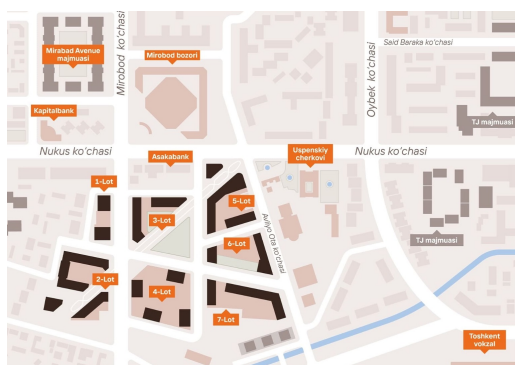 Mirobod ko'chasi
Said Baraka ko'chasi
Mirabad Avenue
majmuasi
Mirobod bozori
Oybek ko'chasi
Kapitalbank
TJ majmuasi
Nukus ko'chasi
Asakabank
Uspenskiy
cherkovi
Nukus ko'chasi
1-Lot
3-Lot
5-Lot
Avliyo Ota ko'chasi
6-Lot
TJ majmuasi
2-Lot
4-Lot
7-Lot
Toshkent
vokzal